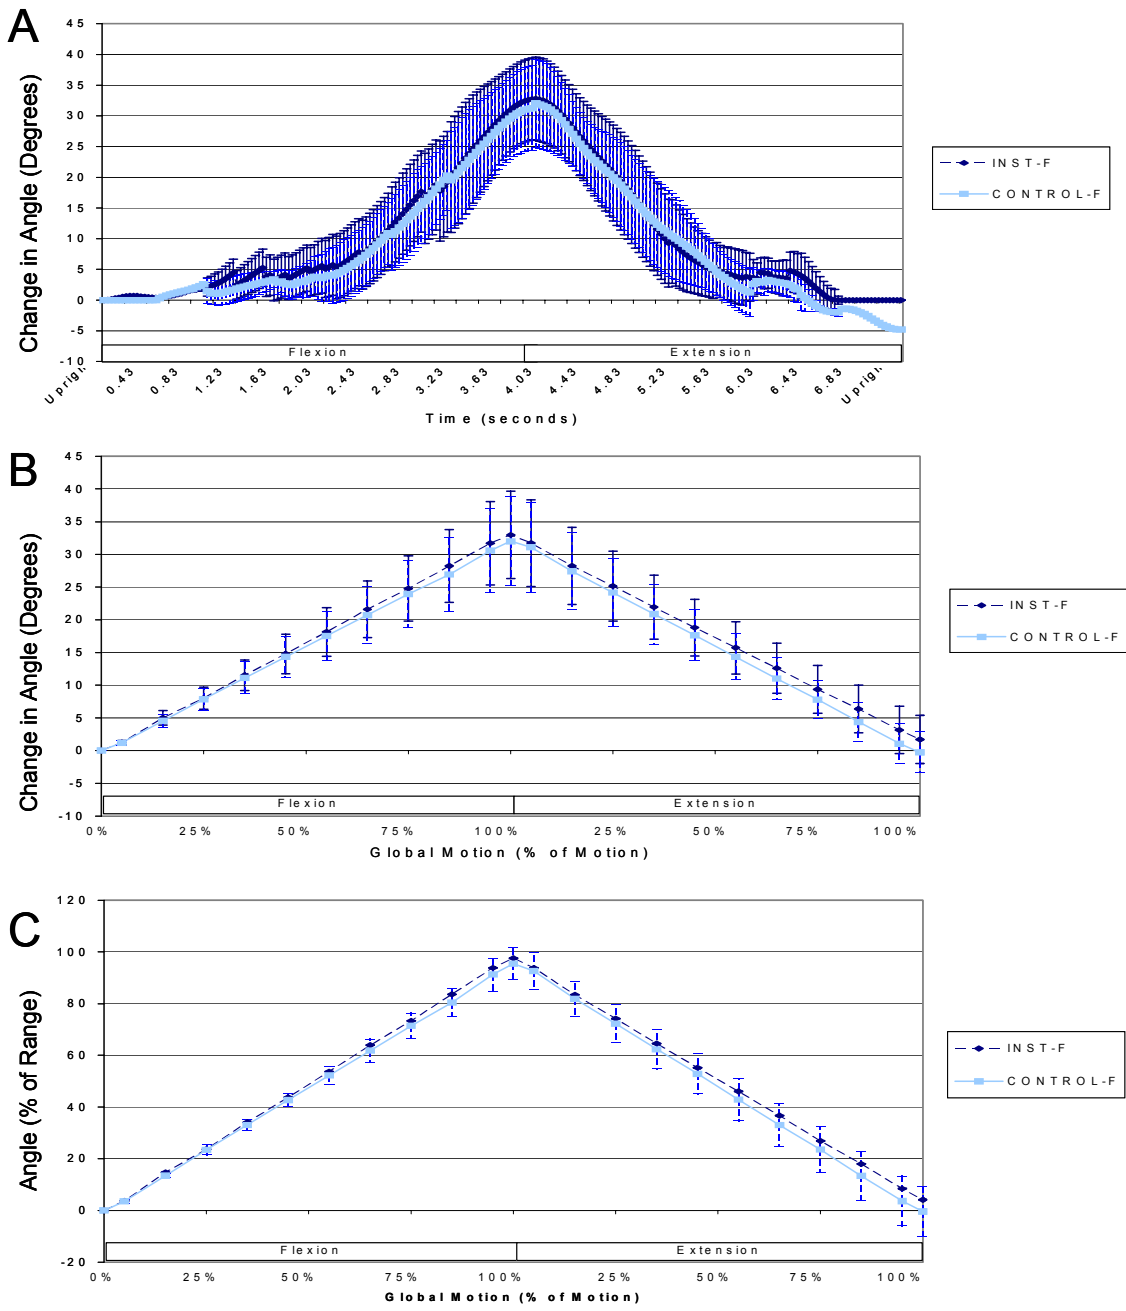 A
45
40
35
30
25
20
15
10
5
0
-5
-10
Change in Angle (Degrees)
Flexion Extension
0.43 0.83 1.23 1.63 2.03 2.43 2.83 3.23 3.63 4.03 4.43 4.83 5.23 5.63 6.03 6.43 6.83
Time (seconds)
INST-F
CONTROL-F
B
45
40
35
30
25
20
15
10
5
0
-5
-10
Change in Angle (Degrees)
Flexion Extension
0% 25% 50% 75% 100% 25% 50% 75% 100%
Global Motion (% of Motion)
INST-F
CONTROL-F
C
120
100
80
60
40
20
0
-20
Angle (% of Range)
Flexion Extension
0% 25% 50% 75% 100% 25% 50% 75% 100%
Global Motion (% of Motion)
INST-F
CONTROL-F